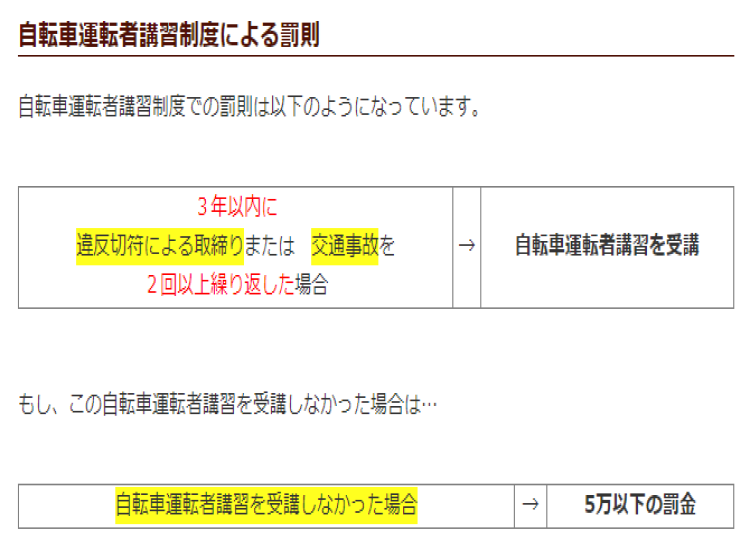 自転車運転者講習制度による罰則
自転車運転者講習制度での罰則は以下のようになっています。
３年以内に
違反切符による取締りまたは　交通事故を
２回以上繰り返した場合
→
自転車運転者講習を受講
もし、この自転車運転者講習を受講しなかった場合は…
自転車運転者講習を受講しなかった場合
→
5万以下の罰金